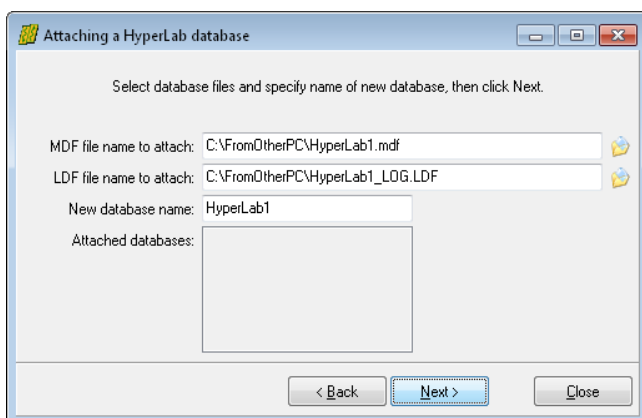 Attaching a HyperLab database
Select database files and specify name of new database, then click Next.
MDF file name to attach: C:\FromOtherPC\HyperLab1.mdf
LDF file name to attach: C:\FromOtherPC\HyperLab1_LOG.LDF
New database name: HyperLab1
Attached databases:
< Back Next > Close